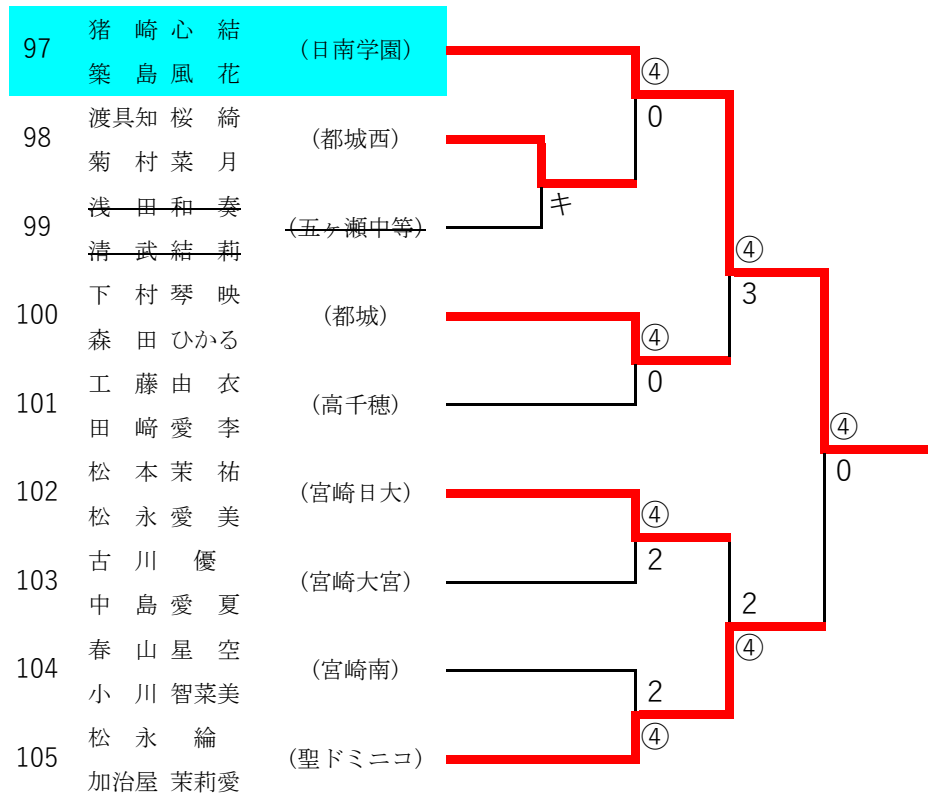 猪 崎 心 結
97 (日南学園)
築 島 風 花
④
0
渡具知 桜 綺
98 (都城西)
菊 村 菜 月
キ
浅 田 和 奏
99 (五ヶ瀬中等)
清 武 結 莉
④
3
下 村 琴 映
100 (都城)
森 田 ひかる
④
0
工 藤 由 衣
101 (高千穂)
田 﨑 愛 李
④
0
松 本 茉 祐
102 (宮崎日大)
松 永 愛 美
④
2
古 川 優
103 (宮崎大宮)
中 島 愛 夏
2
④
春 山 星 空
104 (宮崎南)
小 川 智菜美
2
④
松 永 綸
105 (聖ドミニコ)
加治屋 茉莉愛